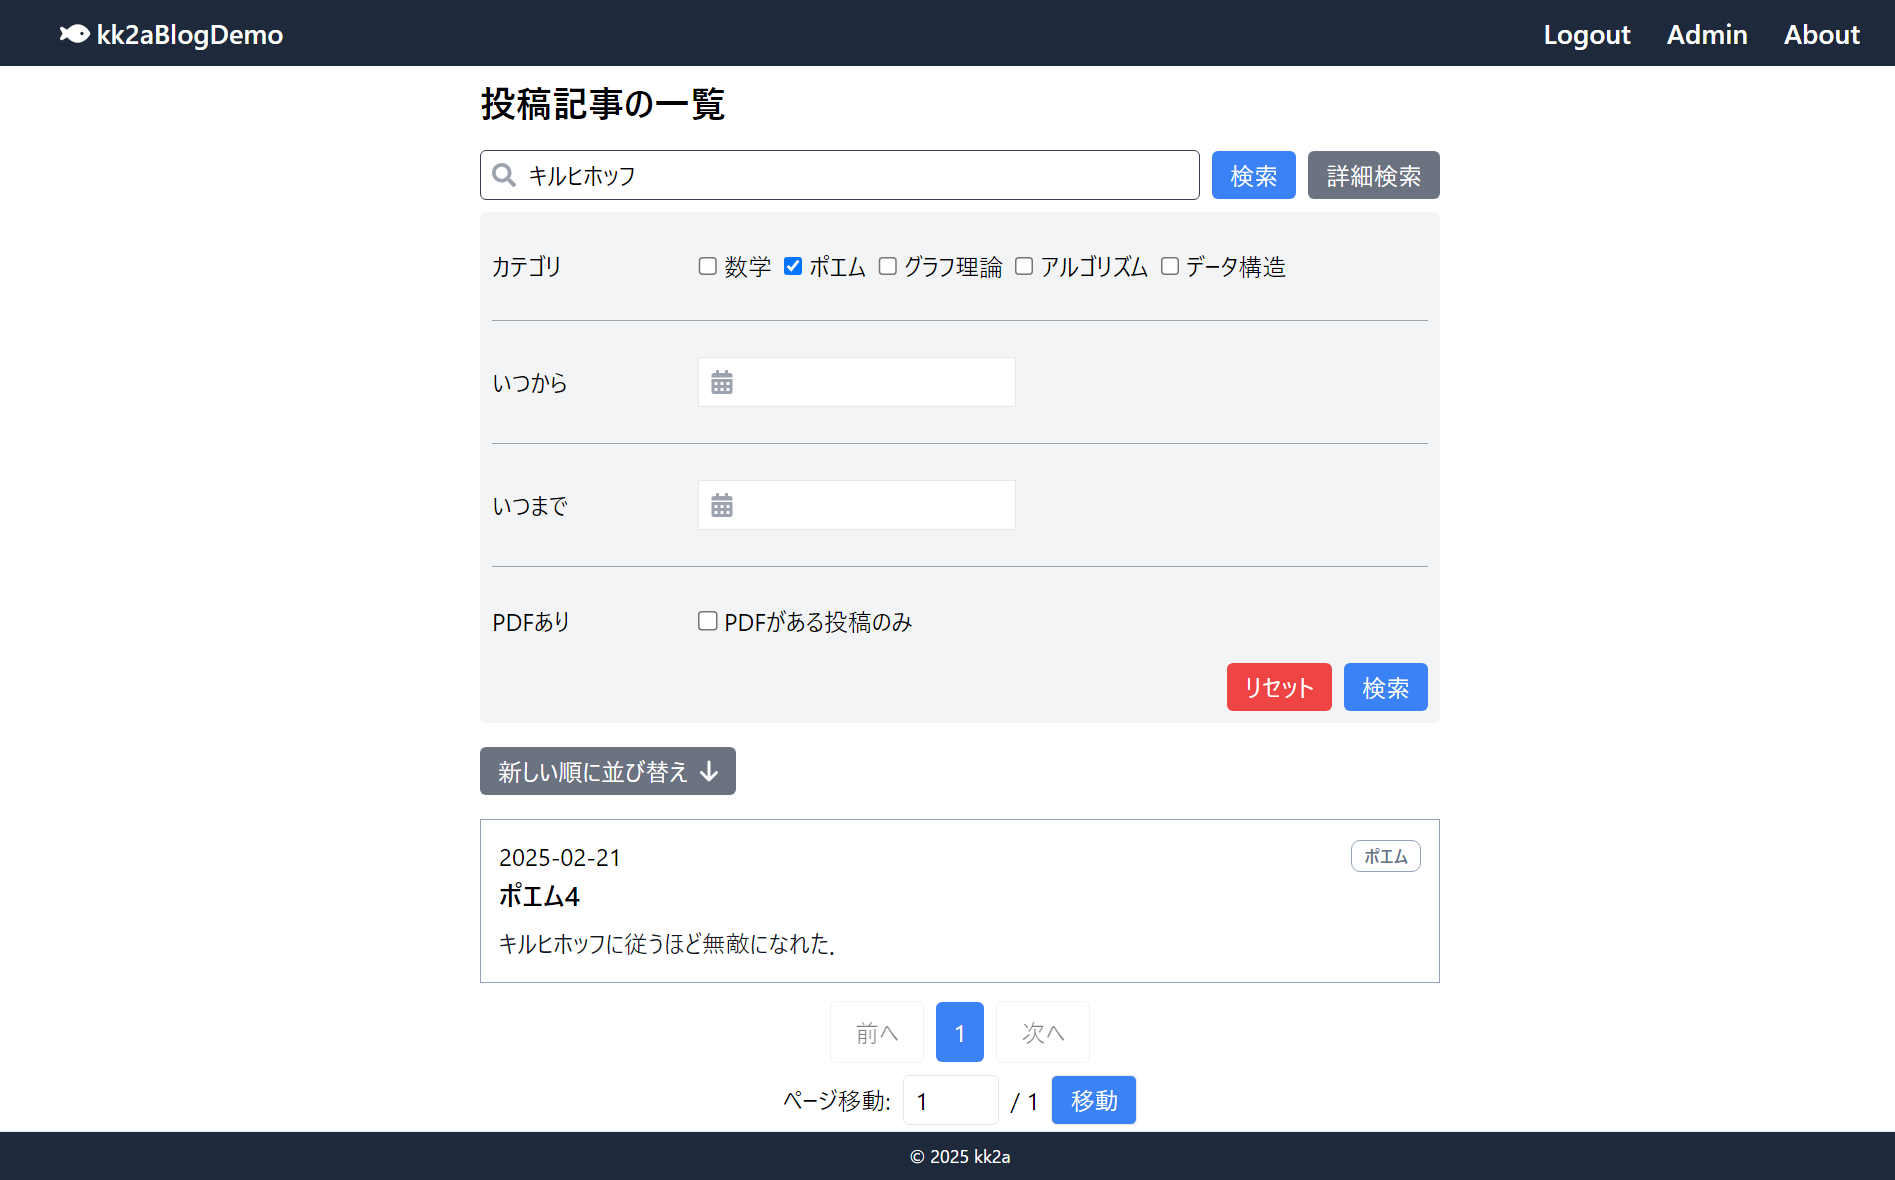 kk2aBlogDemo Logout Admin About
投稿記事の一覧
キルヒホッフ 検索 詳細検索
カテゴリ 数学 ポエム グラフ理論 アルゴリズム データ構造
いつから
いつまで
PDFあり PDFがある投稿のみ
リセット 検索
新しい順に並び替え
2025-02-21 ポエム
ポエム4
キルヒホッフに従うほど無敵になれた.
前へ 1 次へ
ページ移動: 1 / 1 移動
© 2025 kk2a